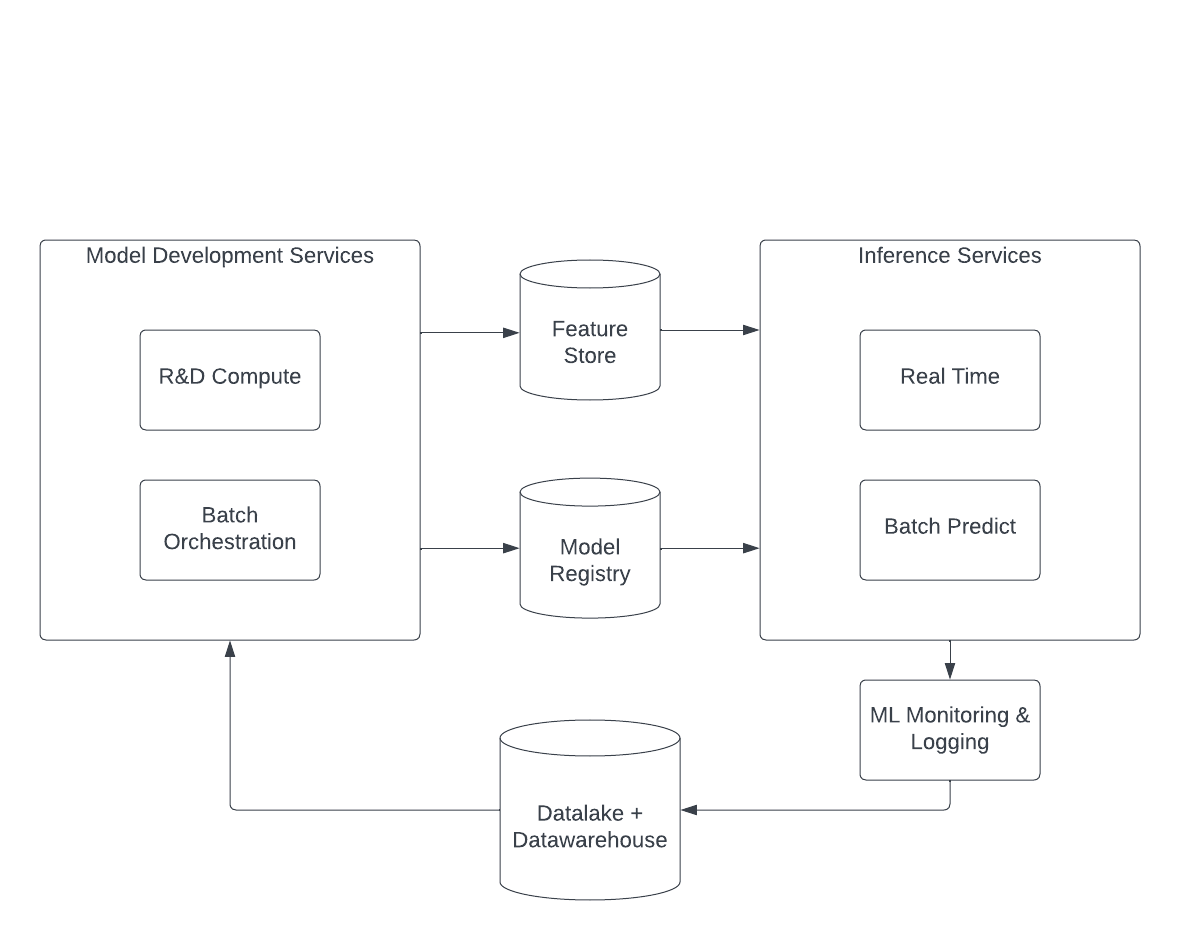 Model Development Services
R&D Compute
Batch
Orchestration
Feature
Store
Model
Registry
Inference Services
Real Time
Batch Predict
ML Monitoring &
Logging
Datalake +
Datawarehouse